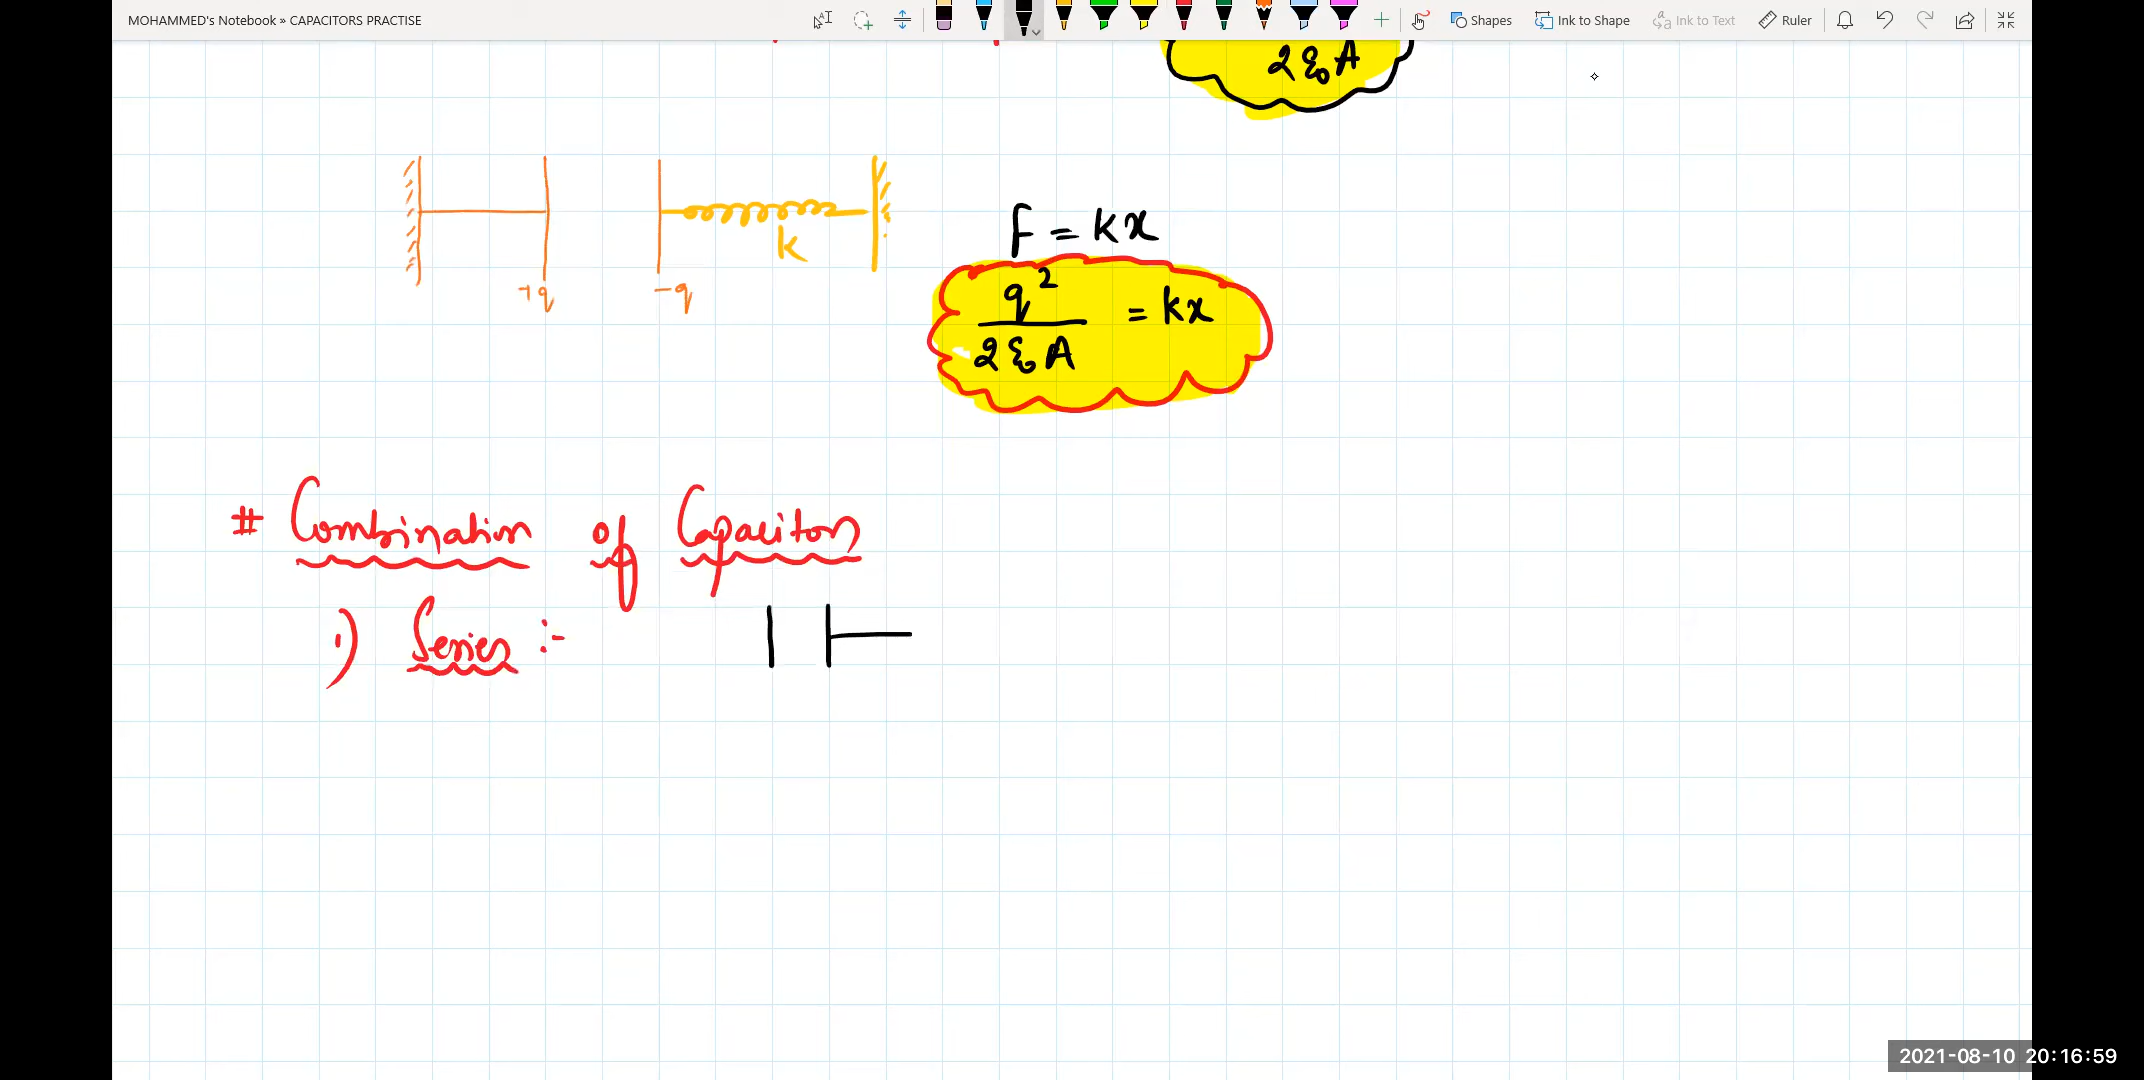 MOHAMMED's Notebook » CAPACITORS PRACTISE
Shapes
Ink to Shape
Ink to Text
Ruler
2ε₀A
k
+q
-q
F = kx
q²/2ε₀A = kx
# Combination of Capacitors
1) Series :-
2021-08-10 20:16:59